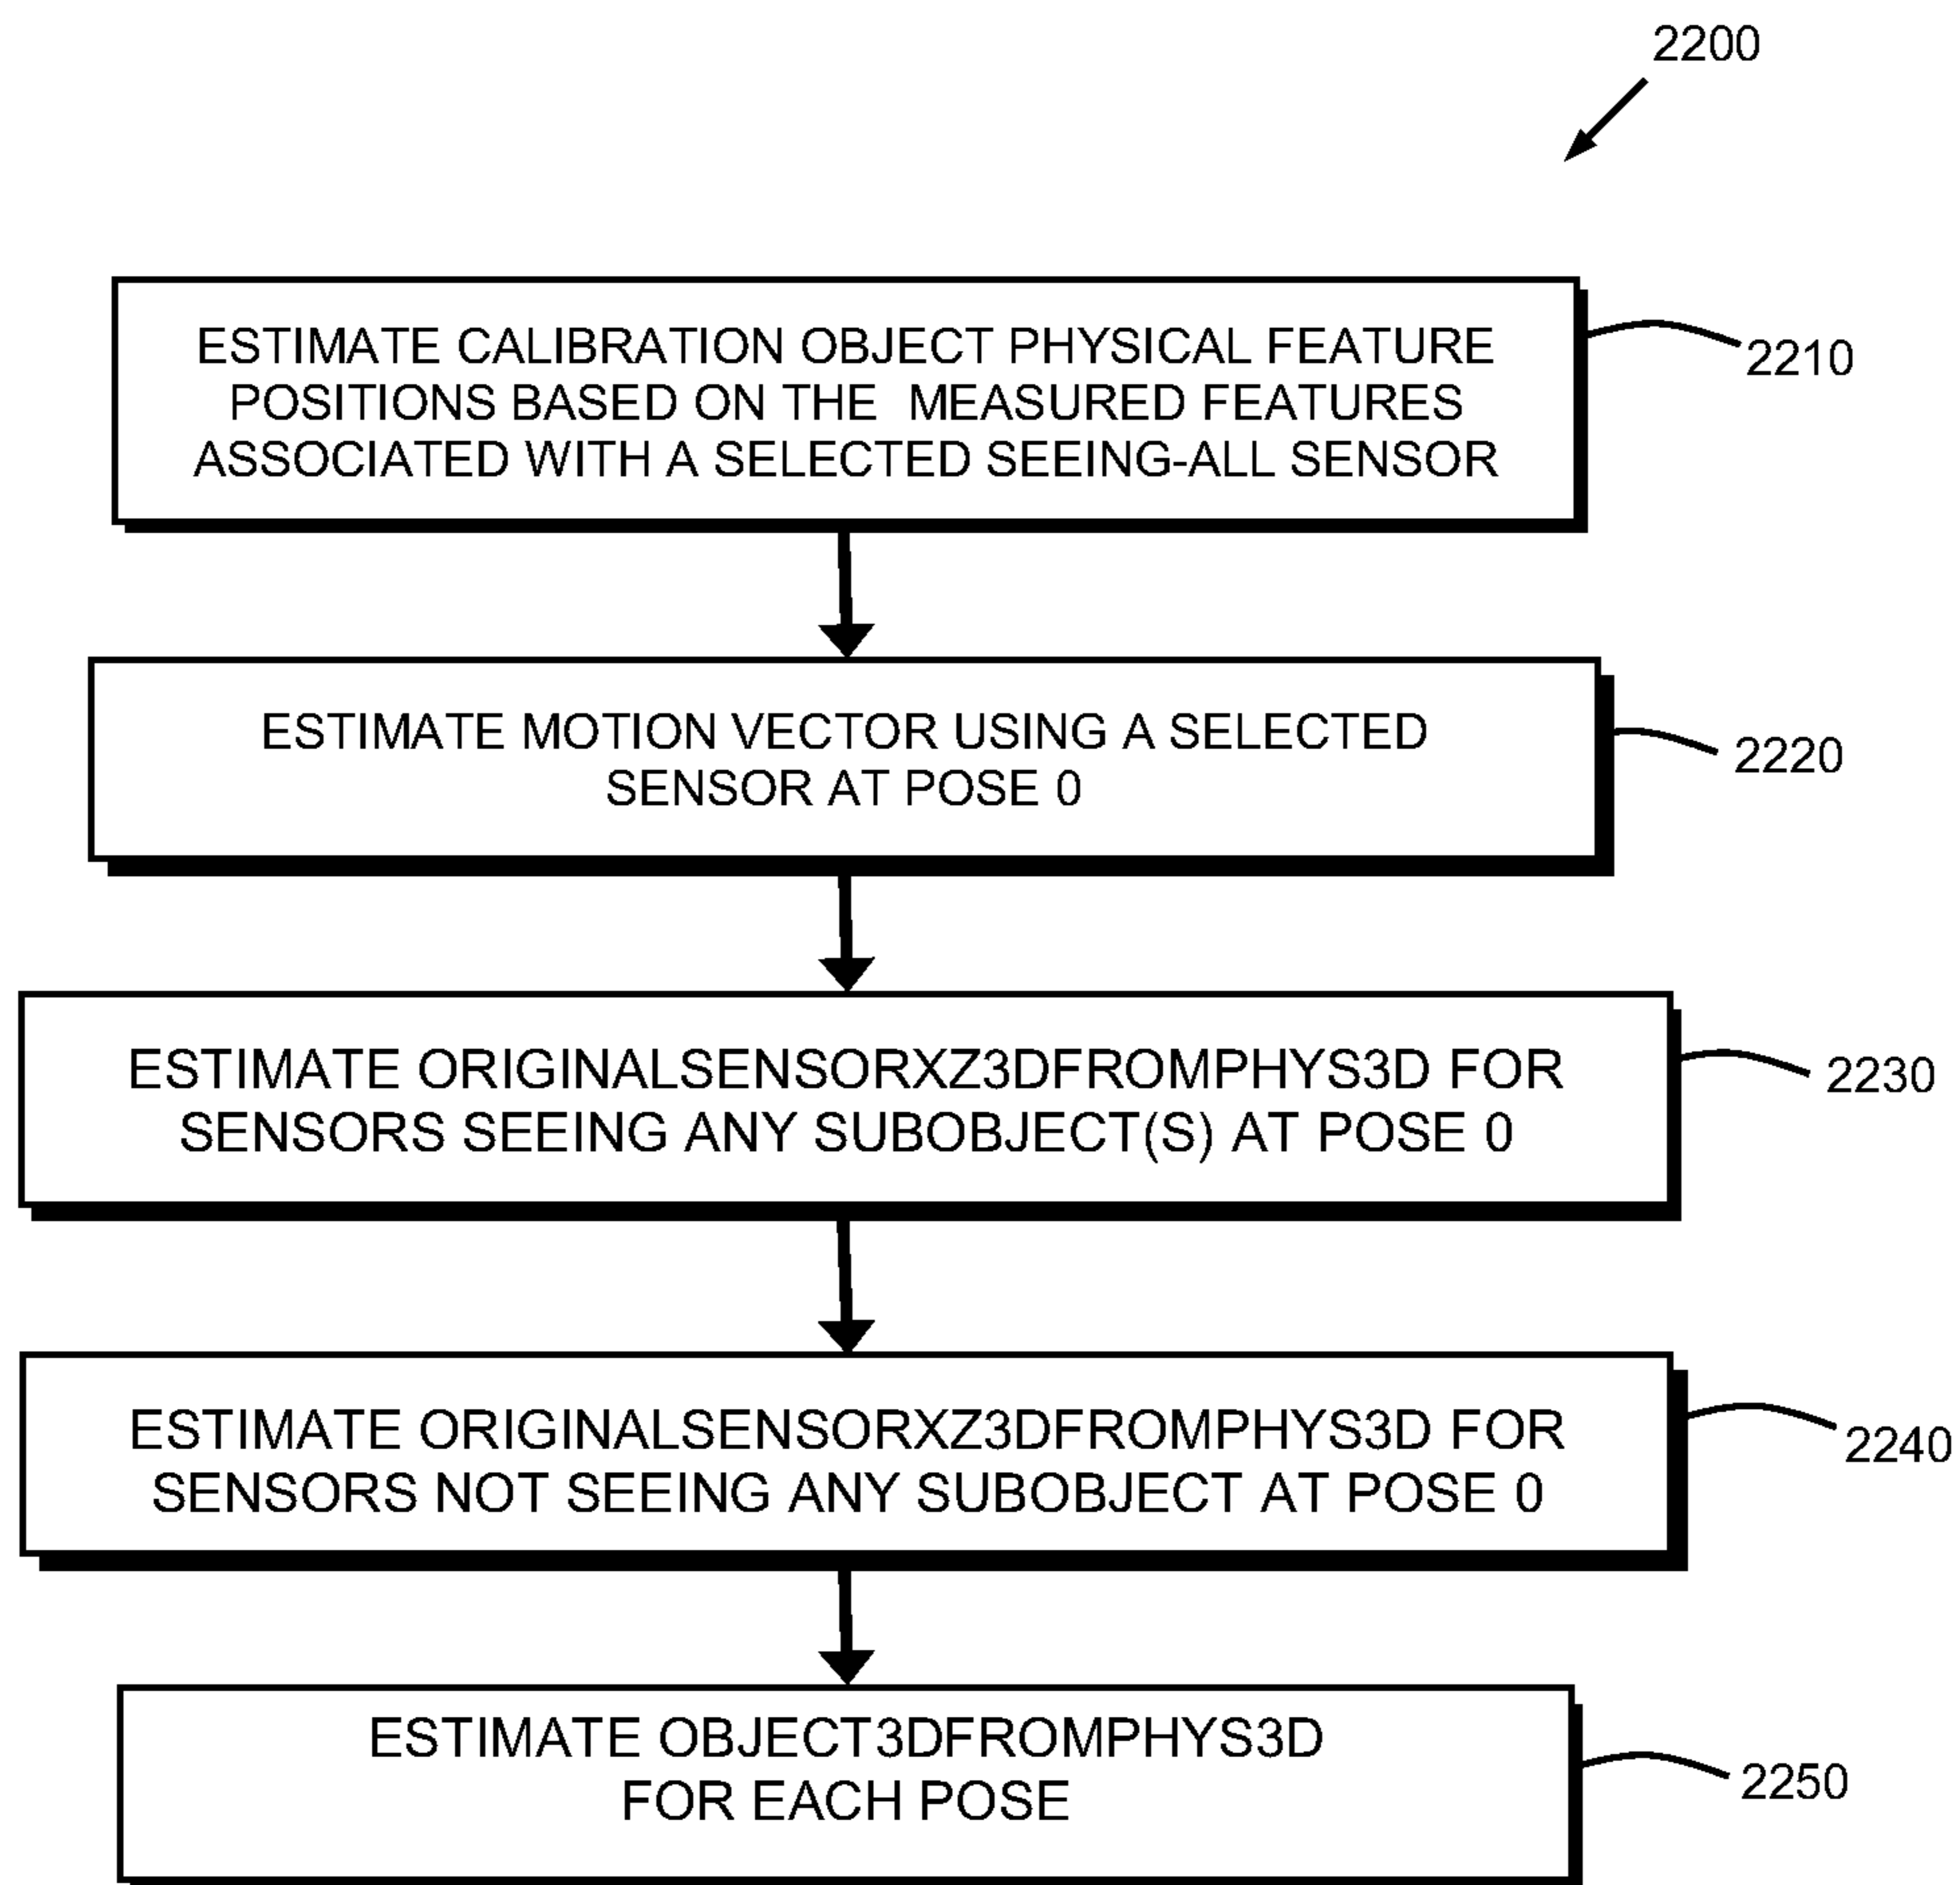 2200
ESTIMATE CALIBRATION OBJECT PHYSICAL FEATURE
POSITIONS BASED ON THE MEASURED FEATURES
ASSOCIATED WITH A SELECTED SEEING-ALL SENSOR
2210
ESTIMATE MOTION VECTOR USING A SELECTED
SENSOR AT POSE 0
2220
ESTIMATE ORIGINALSENSORXZ3DFROMPHYS3D FOR
SENSORS SEEING ANY SUBOBJECT(S) AT POSE 0
2230
ESTIMATE ORIGINALSENSORXZ3DFROMPHYS3D FOR
SENSORS NOT SEEING ANY SUBOBJECT AT POSE 0
2240
ESTIMATE OBJECT3DFROMPHYS3D
FOR EACH POSE
2250